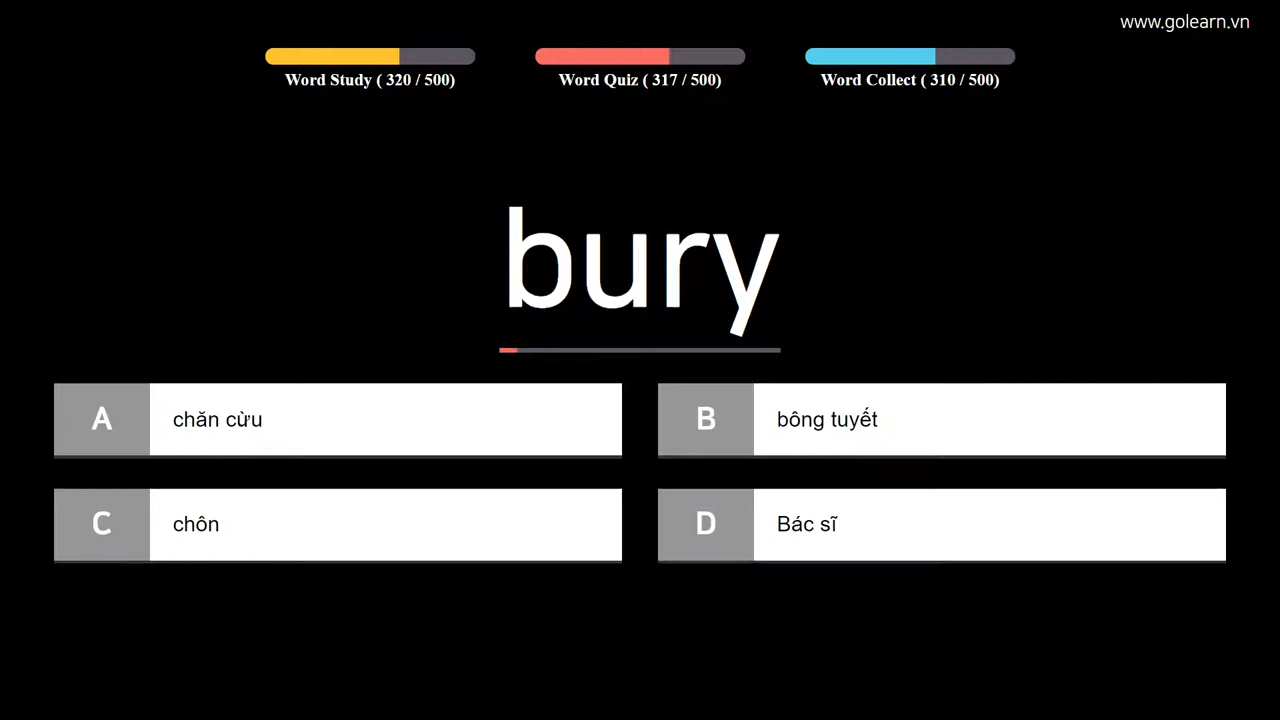 www.golearn.vn
Word Study ( 320 / 500)
Word Quiz ( 317 / 500)
Word Collect ( 310 / 500)
bury
A chăn cừu
B bông tuyết
C chôn
D Bác sĩ